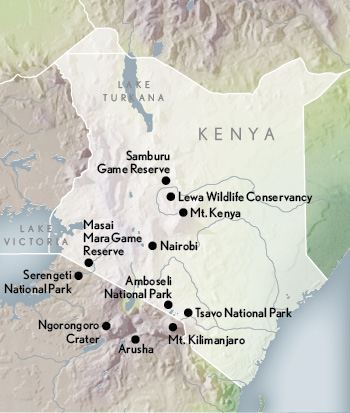 LAKE
TURKANA
KENYA
Samburu
Game Reserve
Lewa Wildlife Conservancy
Mt. Kenya
LAKE
VICTORIA
Masai
Mara Game
Reserve
Nairobi
Serengeti
National Park
Amboseli
National Park
Tsavo National Park
Ngorongoro
Crater
Arusha
Mt. Kilimanjaro